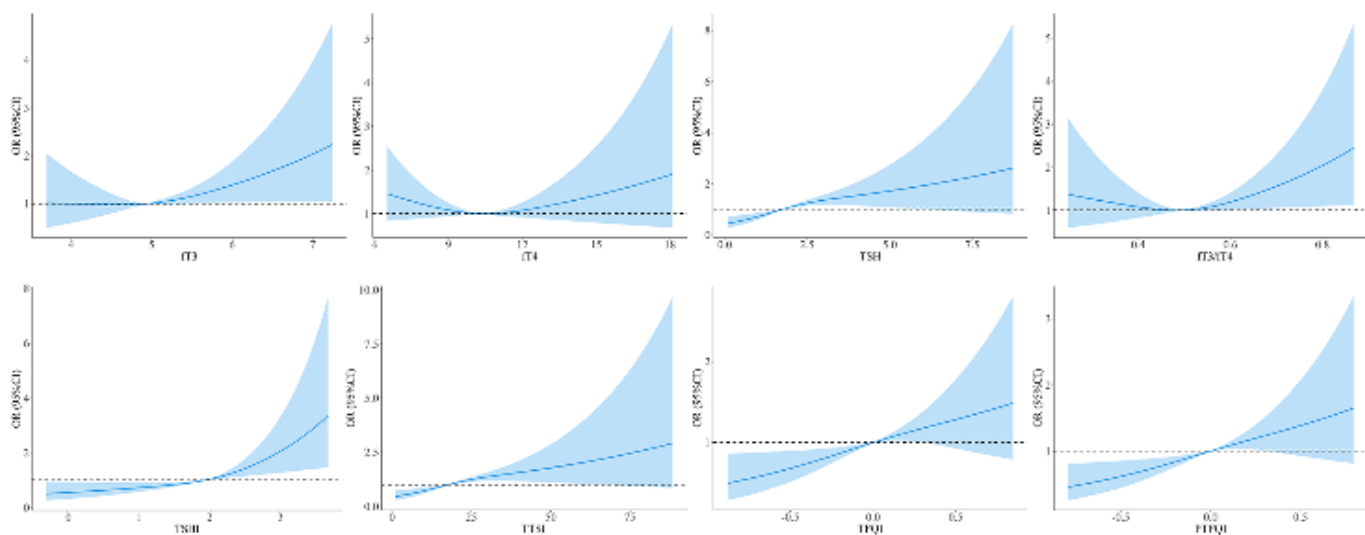 OR (95%CI)
4
3
2
1
4 5 6 7
fT3
OR (95%CI)
5
4
3
2
1
6 9 12 15 18
fT4
OR (95%CI)
8
6
4
2
0
0.0 2.5 5.0 7.5
TSH
OR (95%CI)
5
4
3
2
1
0.4 0.6 0.8
fT3/fT4
OR (95%CI)
8
6
4
2
0
0 1 2 3
TSHI
OR (95%CI)
10.0
7.5
5.0
2.5
0.0
0 25 50 75
TTSI
OR (95%CI)
2
1
-0.5 0.0 0.5
TFQI
OR (95%CI)
3
2
1
-0.5 0.0 0.5
PTFQI